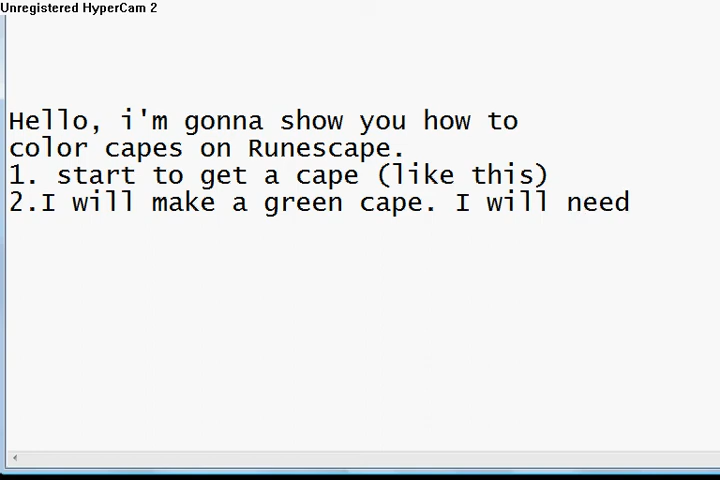 Unregistered HyperCam 2
Hello, i'm gonna show you how to
color capes on Runescape.
1. start to get a cape (like this)
2.I will make a green cape. I will need